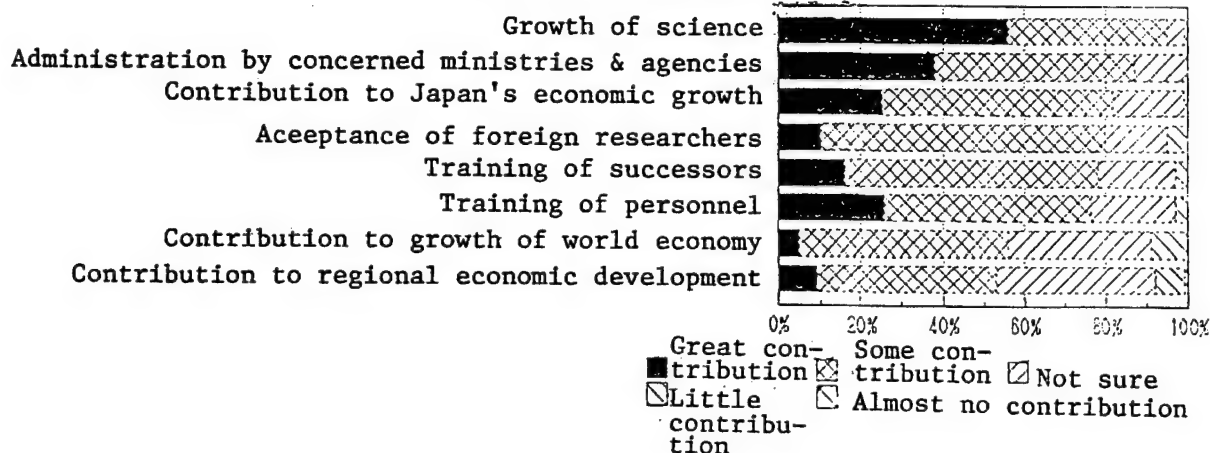 Growth of science
Administration by concerned ministries & agencies
Contribution to Japan's economic growth
Aceeptance of foreign researchers
Training of successors
Training of personnel
Contribution to growth of world economy
Contribution to regional economic development
0% 20% 40% 60% 80% 100%
Great con- Some con-
tribution tribution Not sure
Little Almost no contribution
contribu-
tion